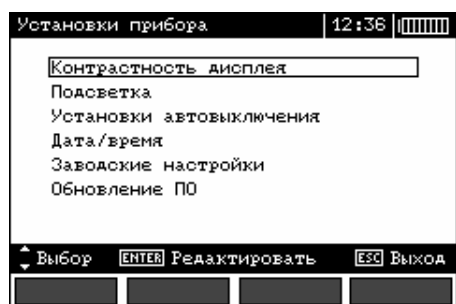 Установки прибора 12:36
Контрастность дисплея
Подсветка
Установки автовыключения
Дата/время
Заводские настройки
Обновление ПО
Выбор ENTER Редактировать ESC Выход